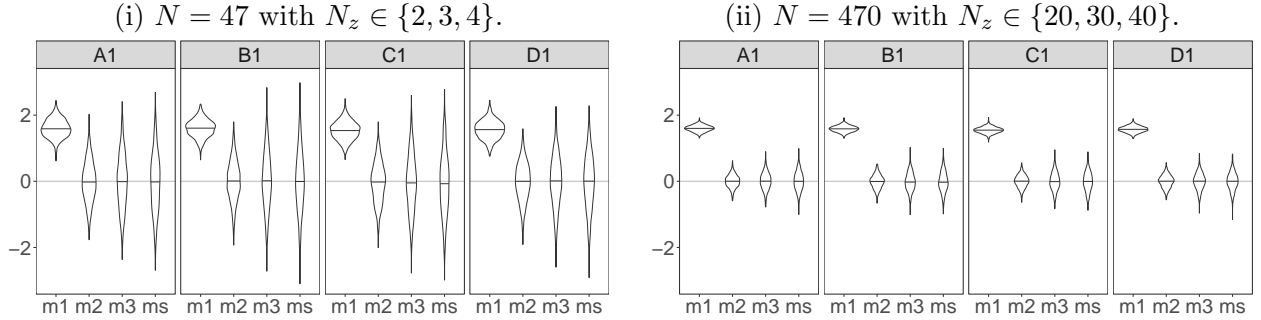 (i) N = 47 with N_z ∈ {2, 3, 4}.
(ii) N = 470 with N_z ∈ {20, 30, 40}.
A1 B1 C1 D1
A1 B1 C1 D1
2
0
−2
2
0
−2
m1 m2 m3 ms m1 m2 m3 ms m1 m2 m3 ms m1 m2 m3 ms
m1 m2 m3 ms m1 m2 m3 ms m1 m2 m3 ms m1 m2 m3 ms